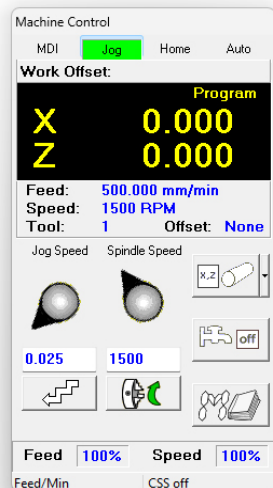 Machine Control
MDI Jog Home Auto
Work Offset:
Program
X 0.000
Z 0.000
Feed: 500.000 mm/min
Speed: 1500 RPM
Tool: 1 Offset: None
Jog Speed Spindle Speed
x,z
off
0.025 1500
Feed 100% Speed 100%
Feed/Min CSS off